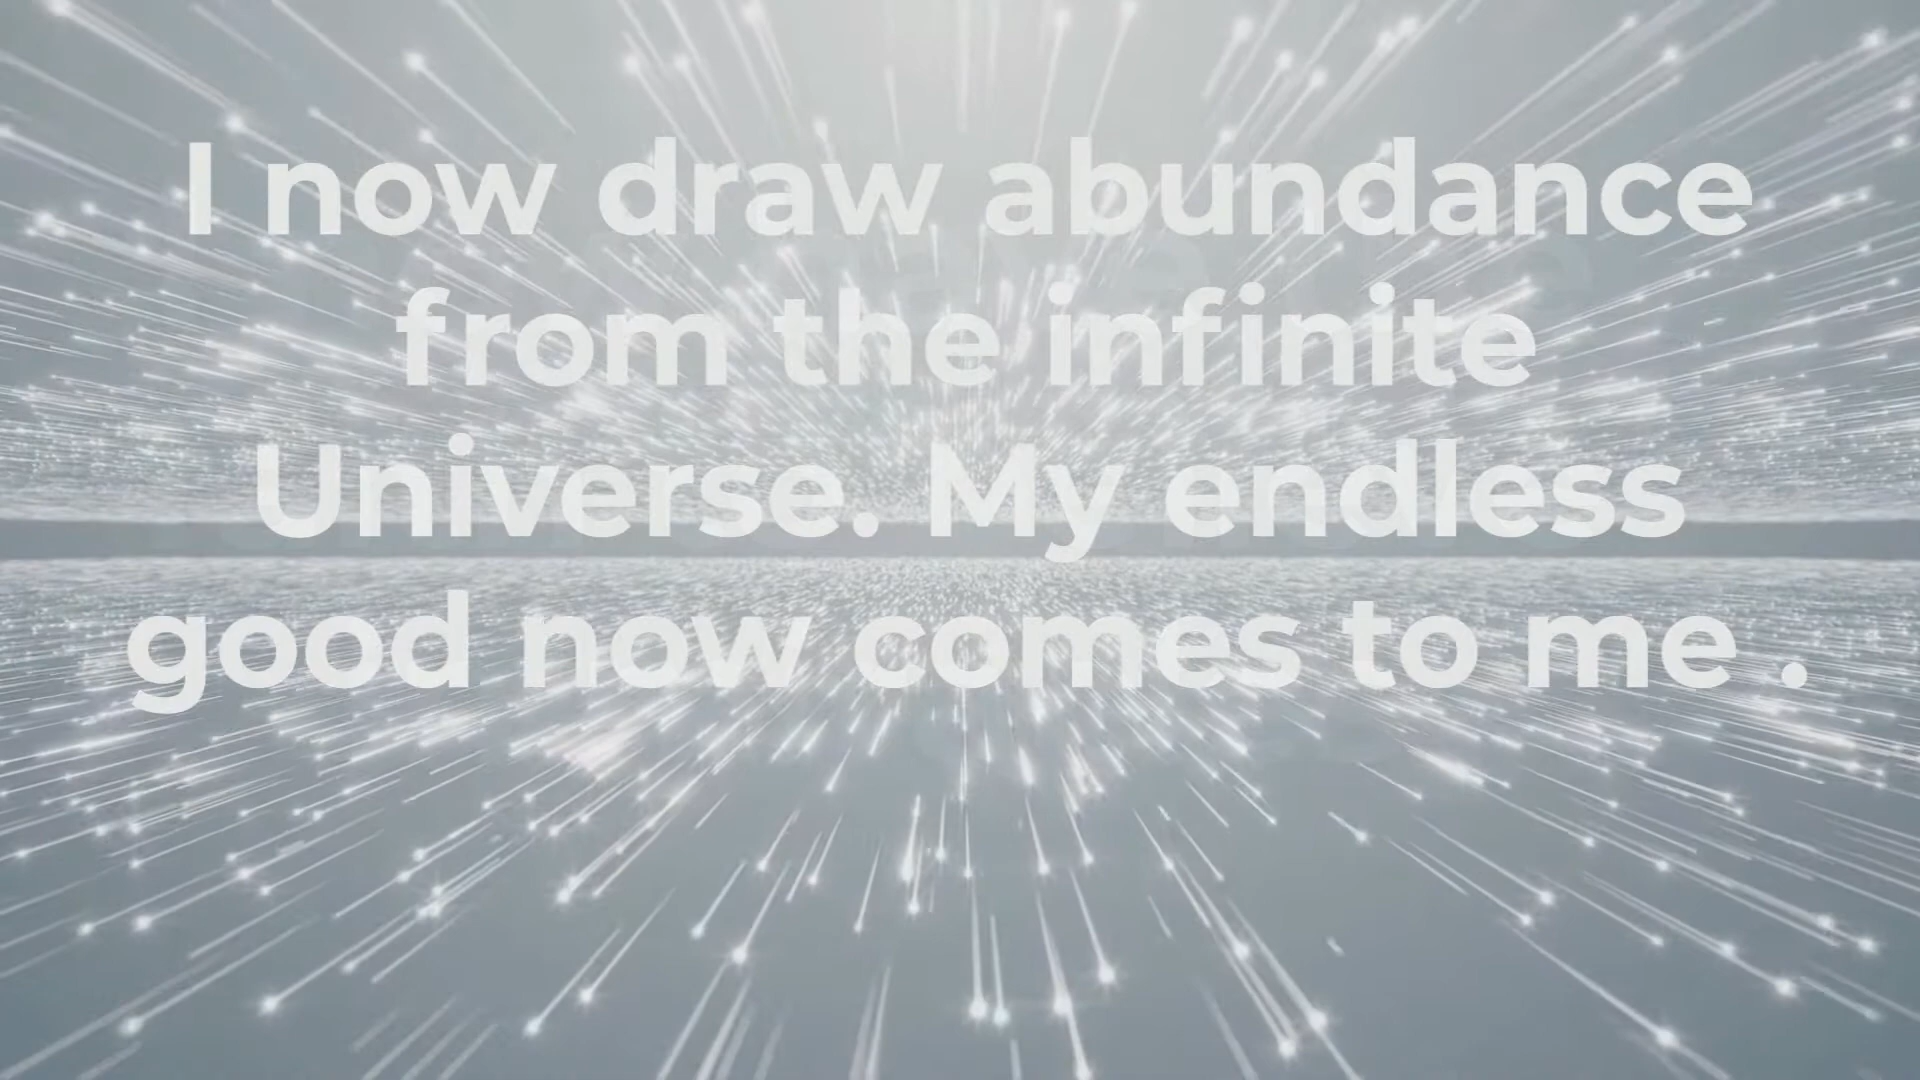 I now draw abundance
from the infinite
Universe. My endless
good now comes to me .